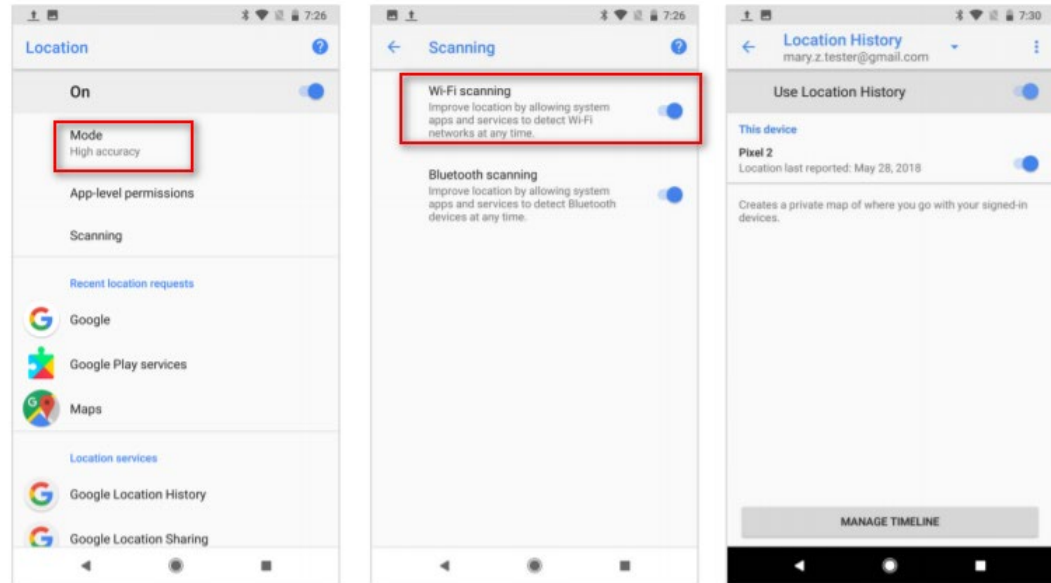 7:26
Location
On
Mode
High accuracy
App-level permissions
Scanning
Recent location requests
Google
Google Play services
Maps
Location services
Google Location History
Google Location Sharing
7:26
Scanning
Wi-Fi scanning
Improve location by allowing system
apps and services to detect Wi-Fi
networks at any time.
Bluetooth scanning
Improve location by allowing system
apps and services to detect Bluetooth
devices at any time.
7:30
Location History
mary.z.tester@gmail.com
Use Location History
This device
Pixel 2
Location last reported: May 28, 2018
Creates a private map of where you go with your signed-in
devices.
MANAGE TIMELINE